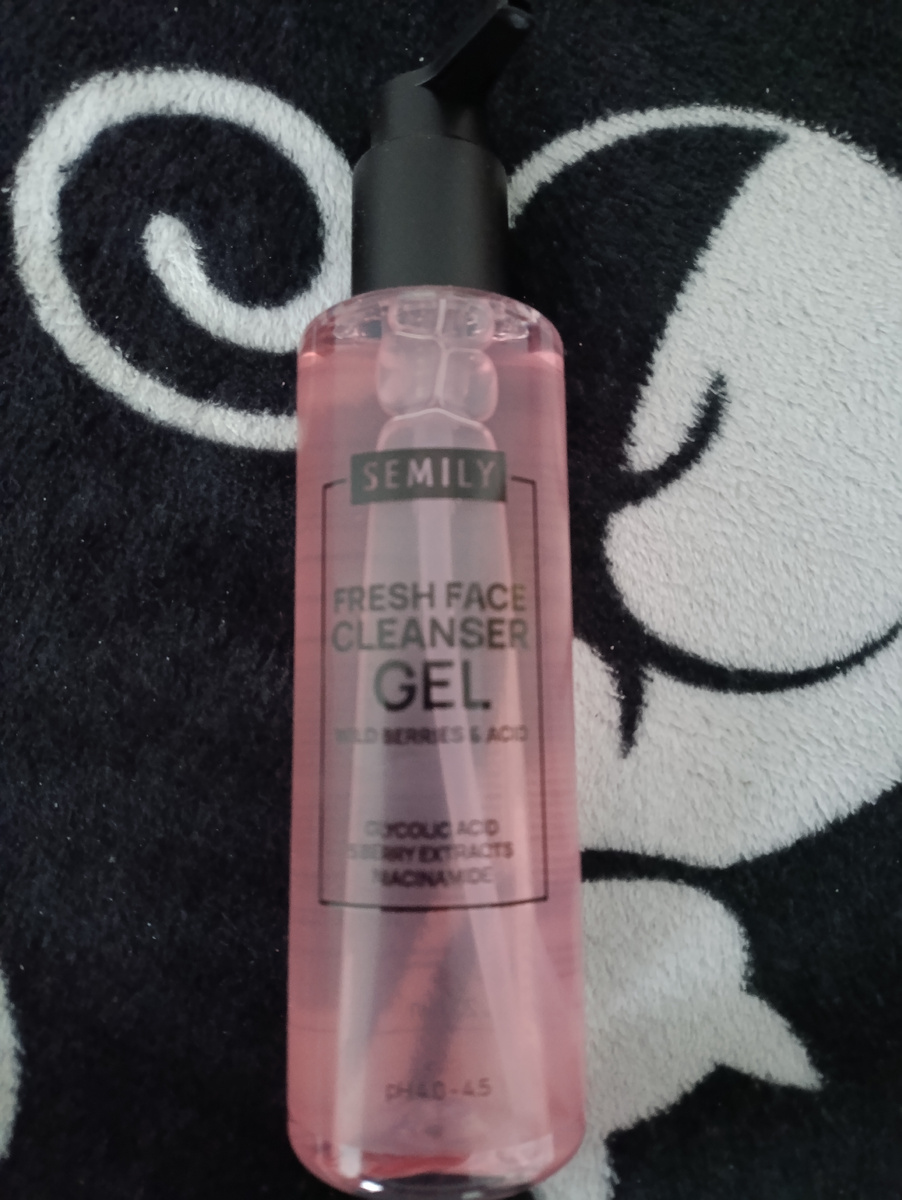 SEMILY
FRESH FACE
CLEANSER
GEL
WILD BERRIES & ACID
GLYCOLIC ACID
5 BERRY EXTRACTS
NIACINAMIDE
pH 4.0 - 4.5